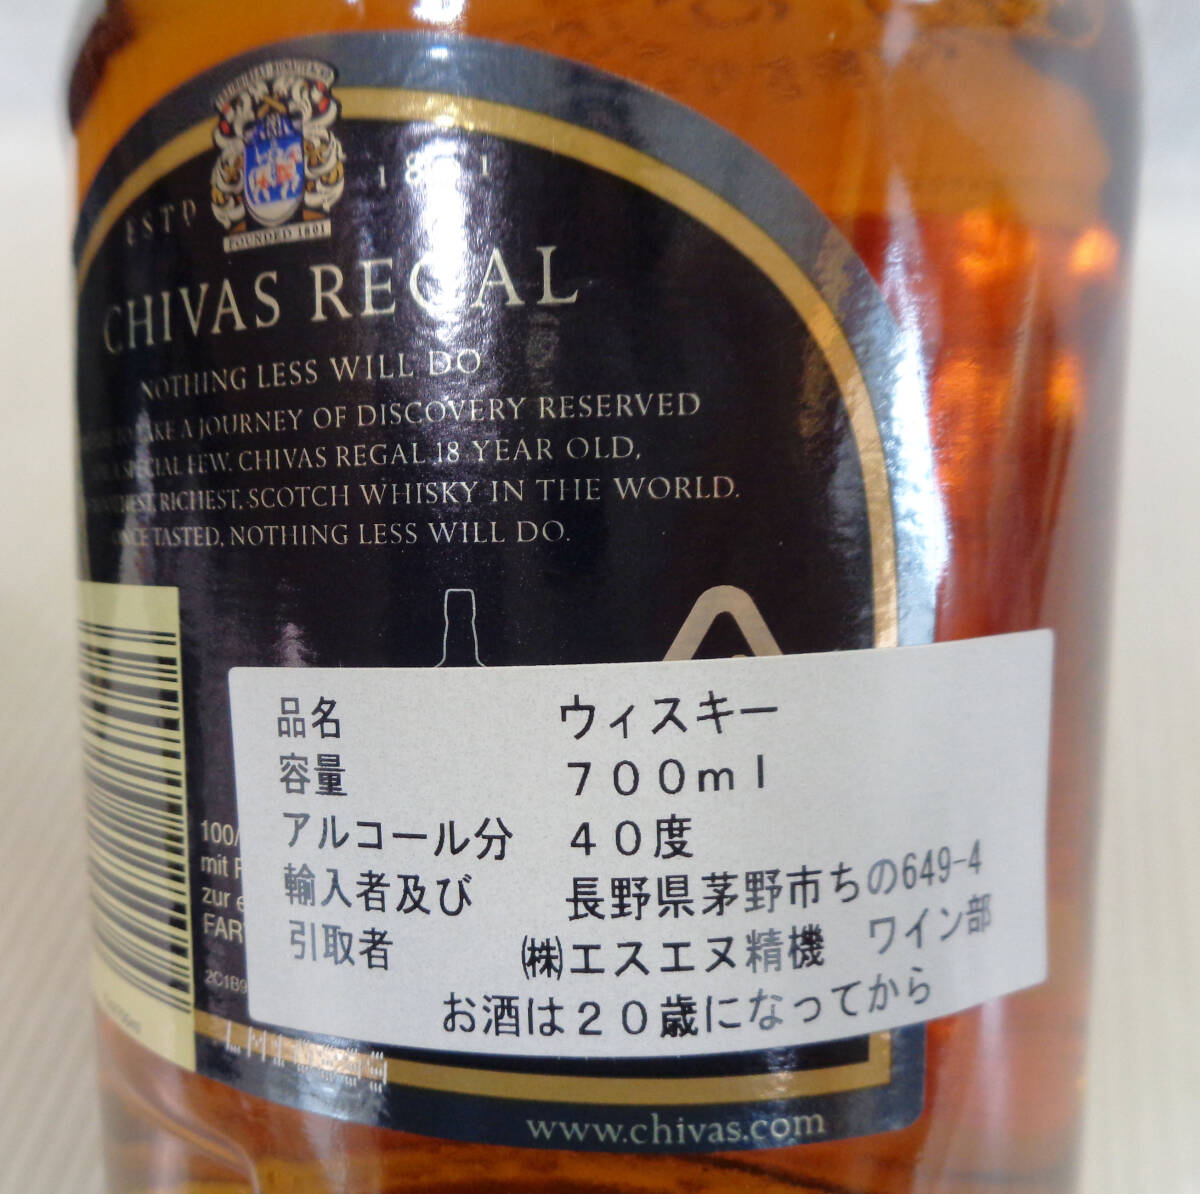 ESTD 1801
FOUNDED 1801
CHIVAS REGAL
NOTHING LESS WILL DO
A JOURNEY OF DISCOVERY RESERVED
A SPECIAL FEW. CHIVAS REGAL 18 YEAR OLD,
RICHEST, SCOTCH WHISKY IN THE WORLD.
ONCE TASTED, NOTHING LESS WILL DO.
100/
mit
zur
FAR
2C1B9
品名 ウィスキー
容量 700ml
アルコール分 40度
輸入者及び 長野県茅野市ちの649-4
引取者 ㈱エスエヌ精機 ワイン部
お酒は20歳になってから
www.chivas.com